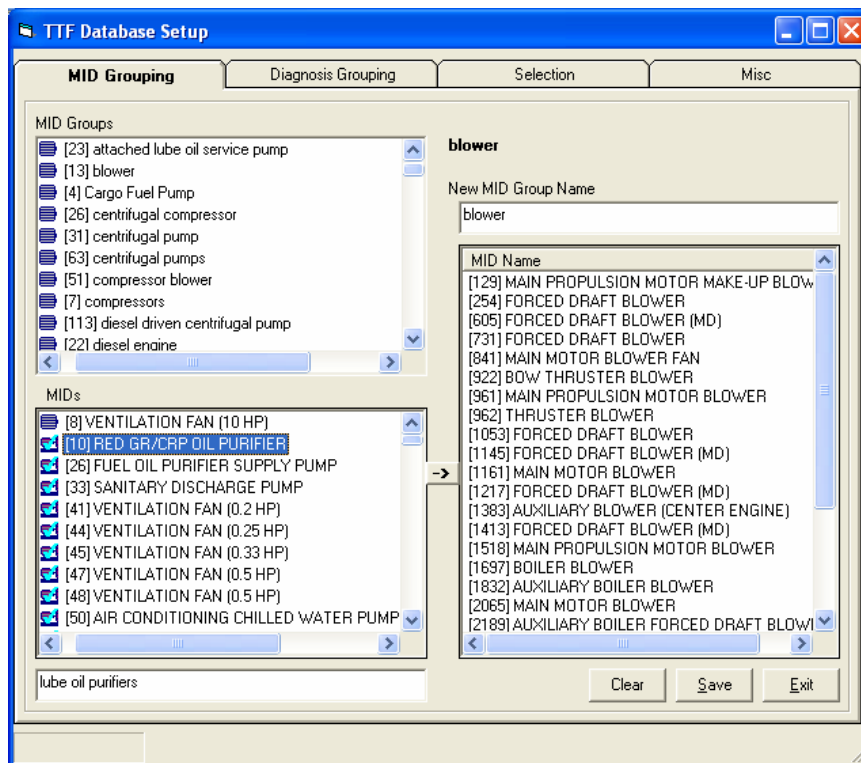 TTF Database Setup
MID Grouping
Diagnosis Grouping
Selection
Misc
MID Groups
[23] attached lube oil service pump
[13] blower
[4] Cargo Fuel Pump
[26] centrifugal compressor
[31] centrifugal pump
[63] centrifugal pumps
[51] compressor blower
[7] compressors
[113] diesel driven centrifugal pump
[22] diesel engine
MIDs
[8] VENTILATION FAN (10 HP)
[10] RED GR/CRP OIL PURIFIER
[26] FUEL OIL PURIFIER SUPPLY PUMP
[33] SANITARY DISCHARGE PUMP
[41] VENTILATION FAN (0.2 HP)
[44] VENTILATION FAN (0.25 HP)
[45] VENTILATION FAN (0.33 HP)
[47] VENTILATION FAN (0.5 HP)
[48] VENTILATION FAN (0.5 HP)
[50] AIR CONDITIONING CHILLED WATER PUMP
lube oil purifiers
->
blower
New MID Group Name
blower
MID Name
[129] MAIN PROPULSION MOTOR MAKE-UP BLOW
[254] FORCED DRAFT BLOWER
[605] FORCED DRAFT BLOWER (MD)
[731] FORCED DRAFT BLOWER
[841] MAIN MOTOR BLOWER FAN
[922] BOW THRUSTER BLOWER
[961] MAIN PROPULSION MOTOR BLOWER
[962] THRUSTER BLOWER
[1053] FORCED DRAFT BLOWER
[1145] FORCED DRAFT BLOWER (MD)
[1161] MAIN MOTOR BLOWER
[1217] FORCED DRAFT BLOWER (MD)
[1383] AUXILIARY BLOWER (CENTER ENGINE)
[1413] FORCED DRAFT BLOWER (MD)
[1518] MAIN PROPULSION MOTOR BLOWER
[1697] BOILER BLOWER
[1832] AUXILIARY BOILER BLOWER
[2065] MAIN MOTOR BLOWER
[2189] AUXILIARY BOILER FORCED DRAFT BLOWI
Clear
Save
Exit